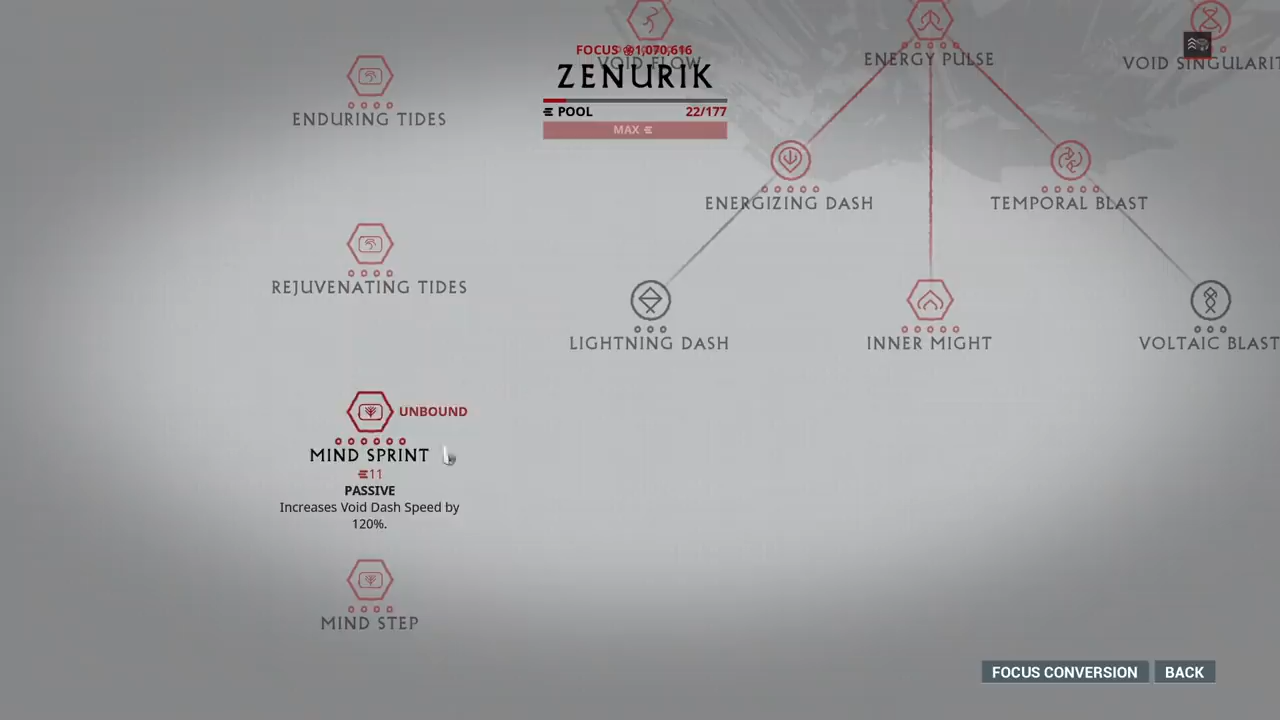 FOCUS 1,070,616
VOID FLOW
ZENURIK
POOL 22/177
MAX
ENERGY PULSE
VOID SINGULARIT
ENDURING TIDES
ENERGIZING DASH
TEMPORAL BLAST
REJUVENATING TIDES
LIGHTNING DASH
INNER MIGHT
VOLTAIC BLAST
UNBOUND
MIND SPRINT
11
PASSIVE
Increases Void Dash Speed by
120%.
MIND STEP
FOCUS CONVERSION
BACK